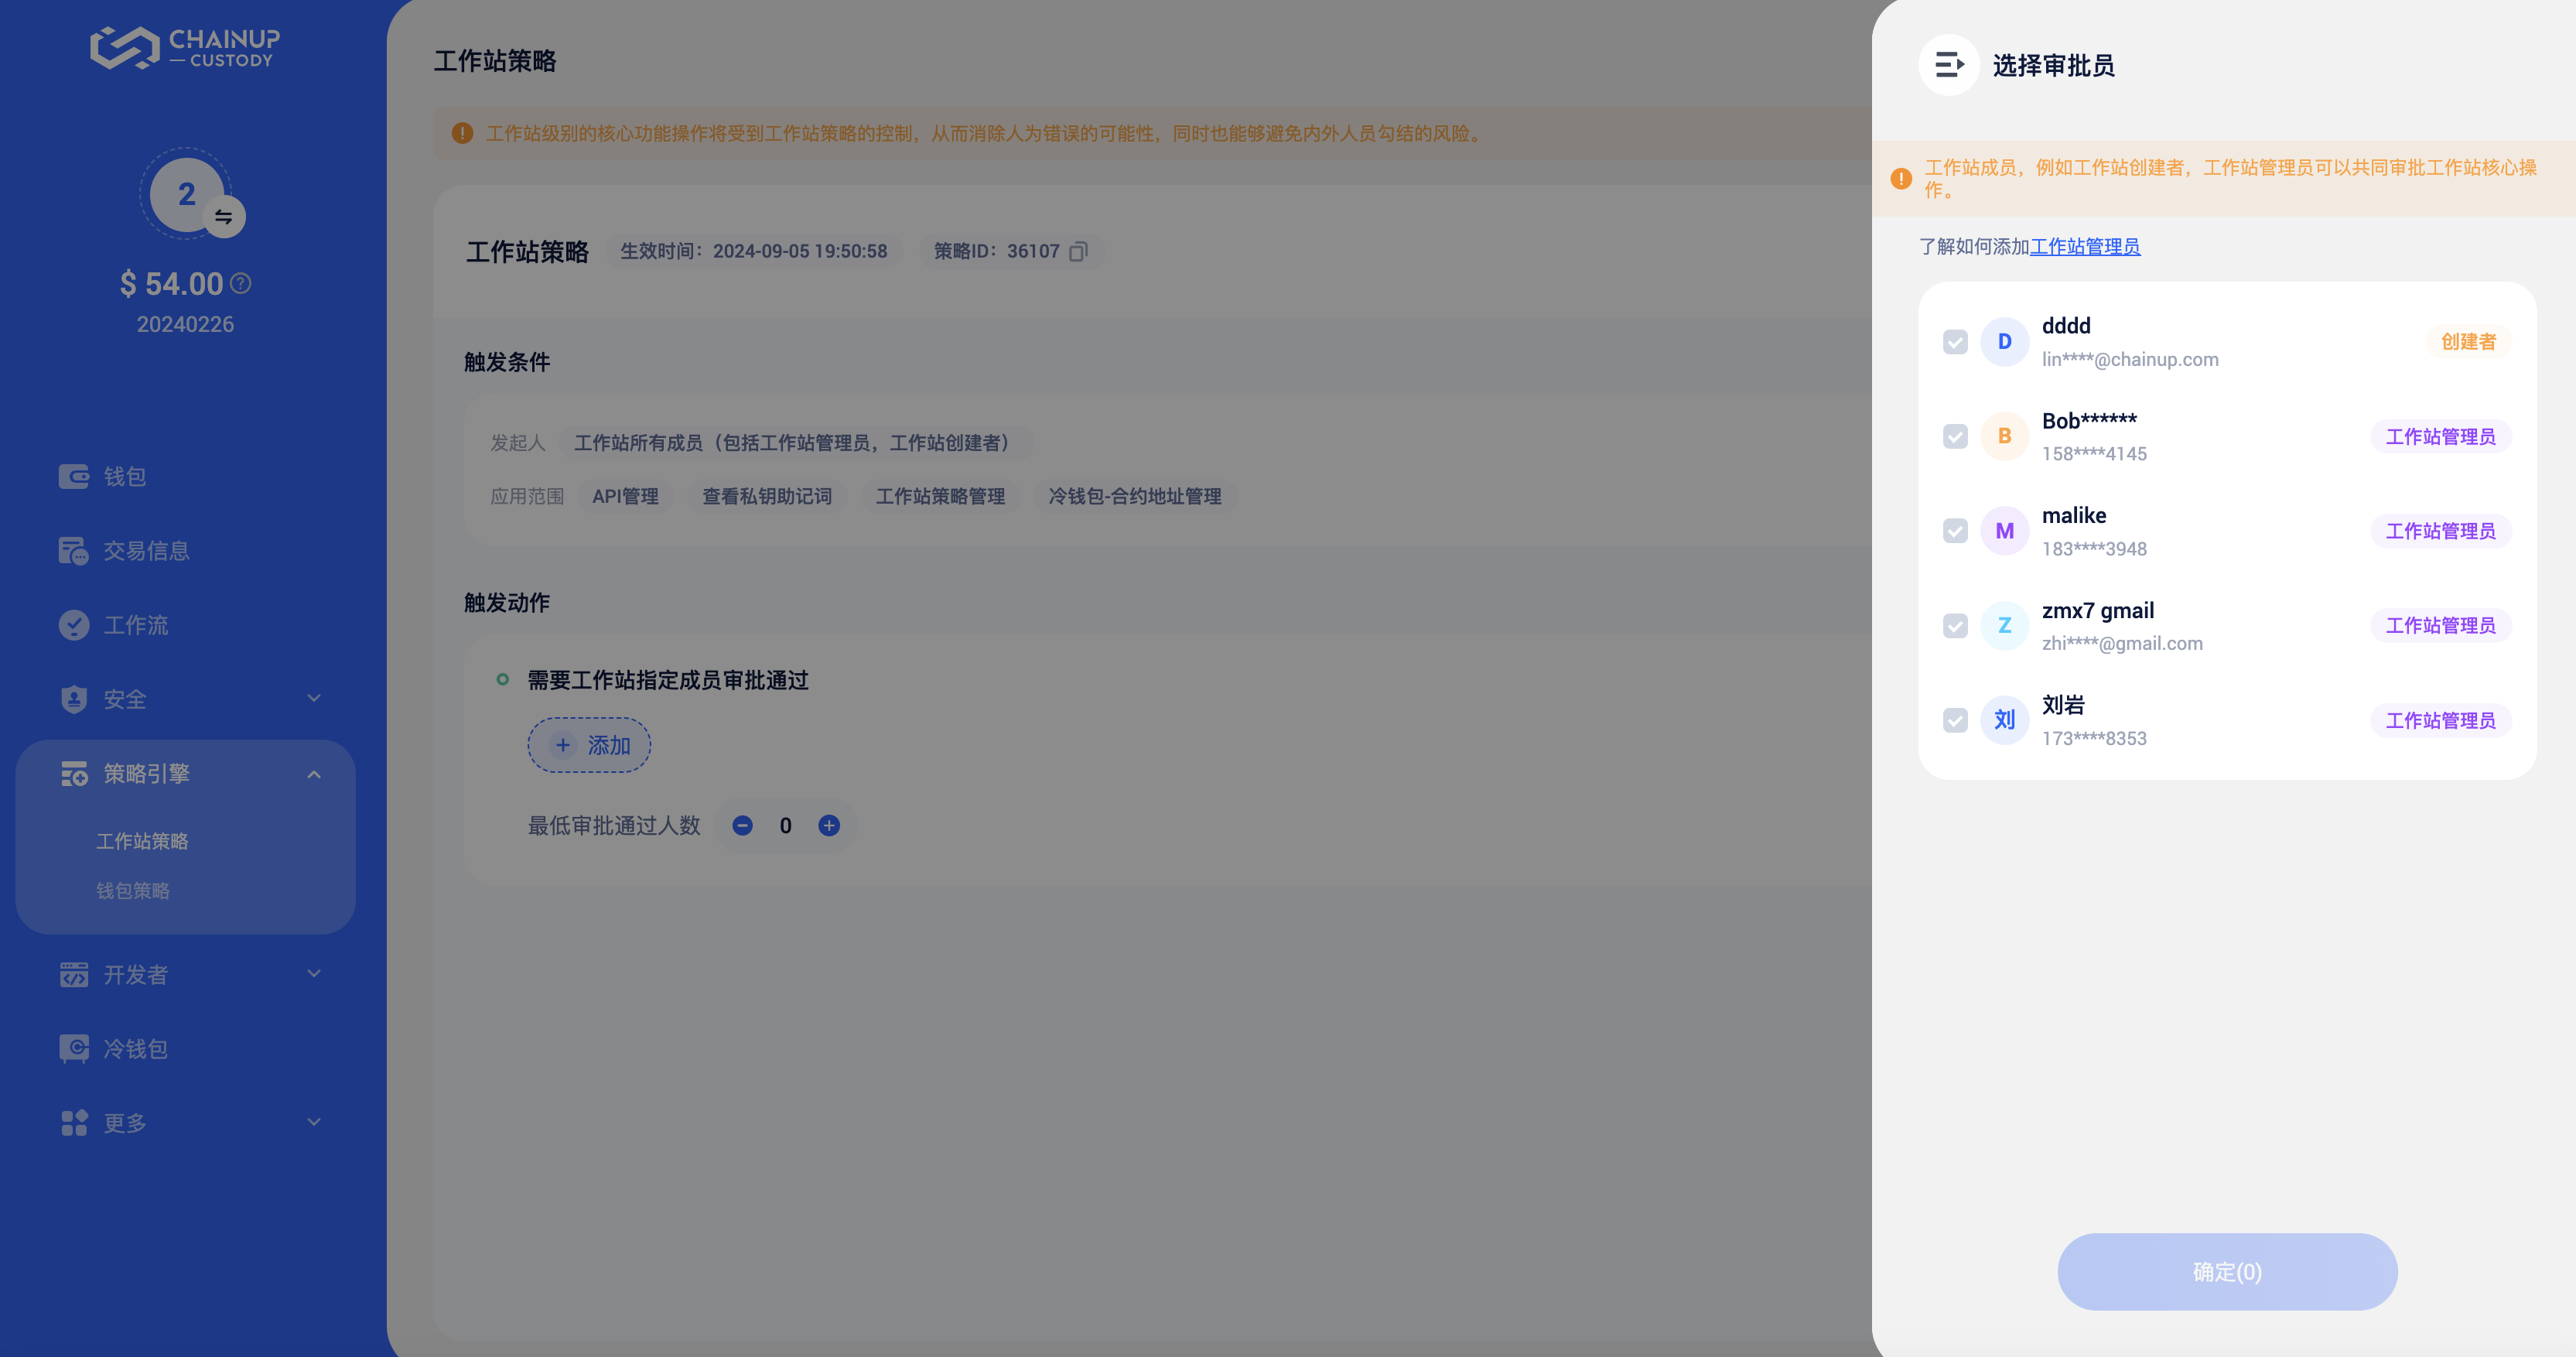 CHAINUP
CUSTODY
2
$ 54.00
20240226
钱包
交易信息
工作流
安全
策略引擎
工作站策略
钱包策略
开发者
冷钱包
更多
工作站策略
工作站级别的核心功能操作将受到工作站策略的控制，从而消除人为错误的可能性，同时也能够避免内外人员勾结的风险。
工作站策略 生效时间：2024-09-05 19:50:58 策略ID：36107
触发条件
发起人 工作站所有成员（包括工作站管理员，工作站创建者）
应用范围 API管理 查看私钥助记词 工作站策略管理 冷钱包-合约地址管理
触发动作
需要工作站指定成员审批通过
+ 添加
最低审批通过人数 0
选择审批员
工作站成员，例如工作站创建者，工作站管理员可以共同审批工作站核心操
作。
了解如何添加工作站管理员
D dddd 创建者
lin****@chainup.com
B Bob****** 工作站管理员
158****4145
M malike 工作站管理员
183****3948
Z zmx7 gmail 工作站管理员
zhi****@gmail.com
刘 刘岩 工作站管理员
173****8353
确定(0)